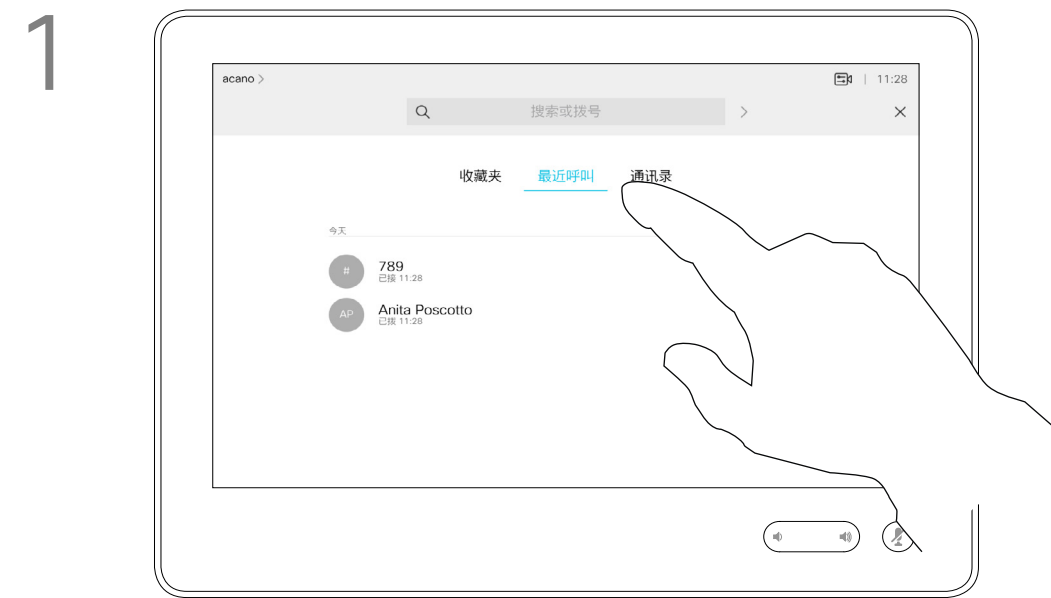 1
acano >
11:28
搜索或拨号
收藏夹 最近呼叫 通讯录
今天
#
789
已接 11:28
AP
Anita Poscotto
已拨 11:28